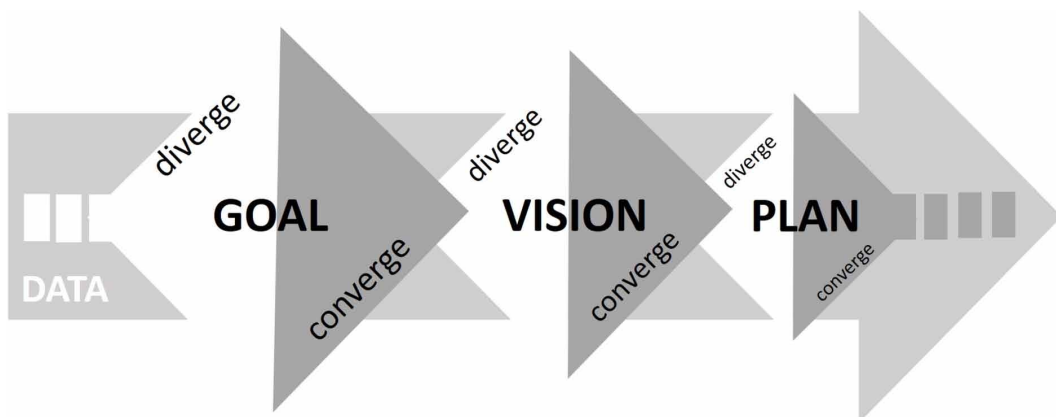 DATA
diverge
GOAL
converge
diverge
VISION
converge
diverge
PLAN
converge